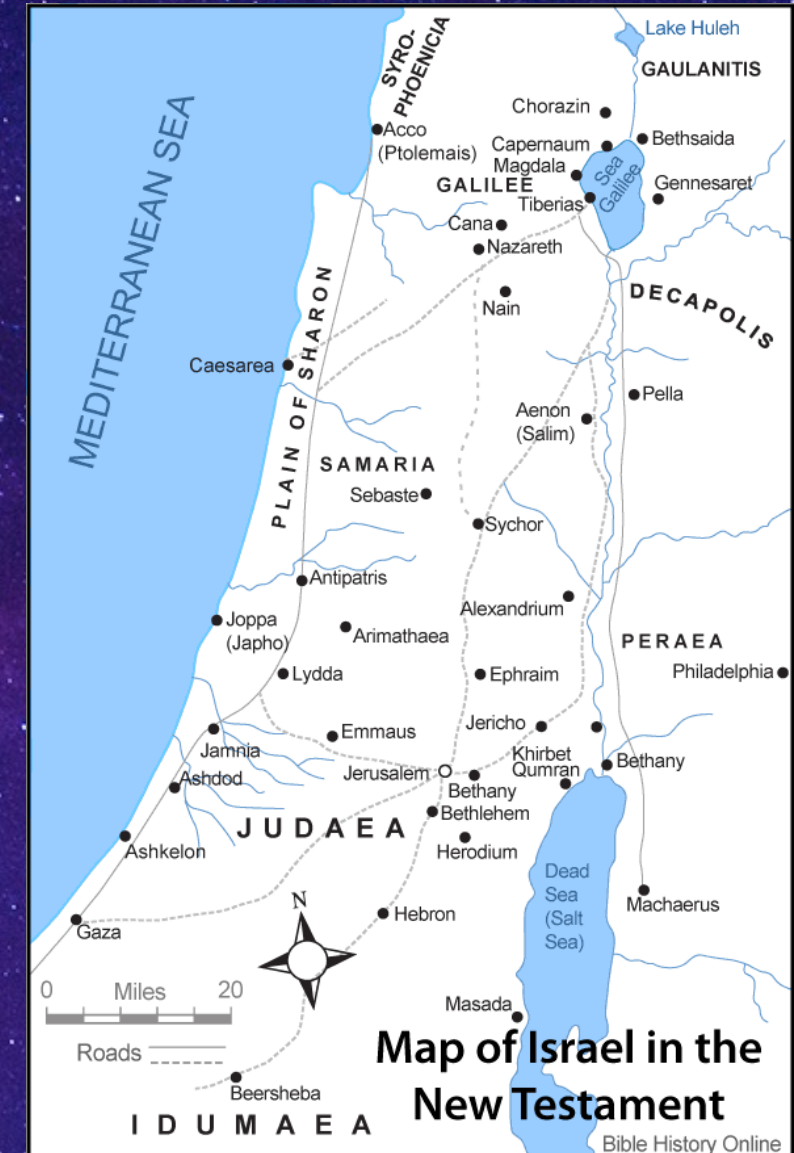 Lake Huleh
SYRO-
PHOENICIA
GAULANITIS
Chorazin
Acco
(Ptolemais)
Capernaum
Bethsaida
Magdala
Sea
Galilee
GALILEE
Gennesaret
Tiberias
Cana
Nazareth
MEDITERRANEAN SEA
Nain
DECAPOLIS
PLAIN OF SHARON
Caesarea
Pella
Aenon
(Salim)
SAMARIA
Sebaste
Sychor
Antipatris
Alexandrium
Joppa
(Japho)
Arimathaea
PERAEA
Lydda
Ephraim
Philadelphia
Jamnia
Emmaus
Jericho
Khirbet
Qumran
Bethany
Jerusalem
Bethany
Ashdod
Bethlehem
JUDAEA
Ashkelon
Herodium
Dead
Sea
(Salt
Sea)
Machaerus
N
Hebron
Gaza
0 Miles 20
Masada
Roads
Map of Israel in the
New Testament
Beersheba
IDUMAEA
Bible History Online